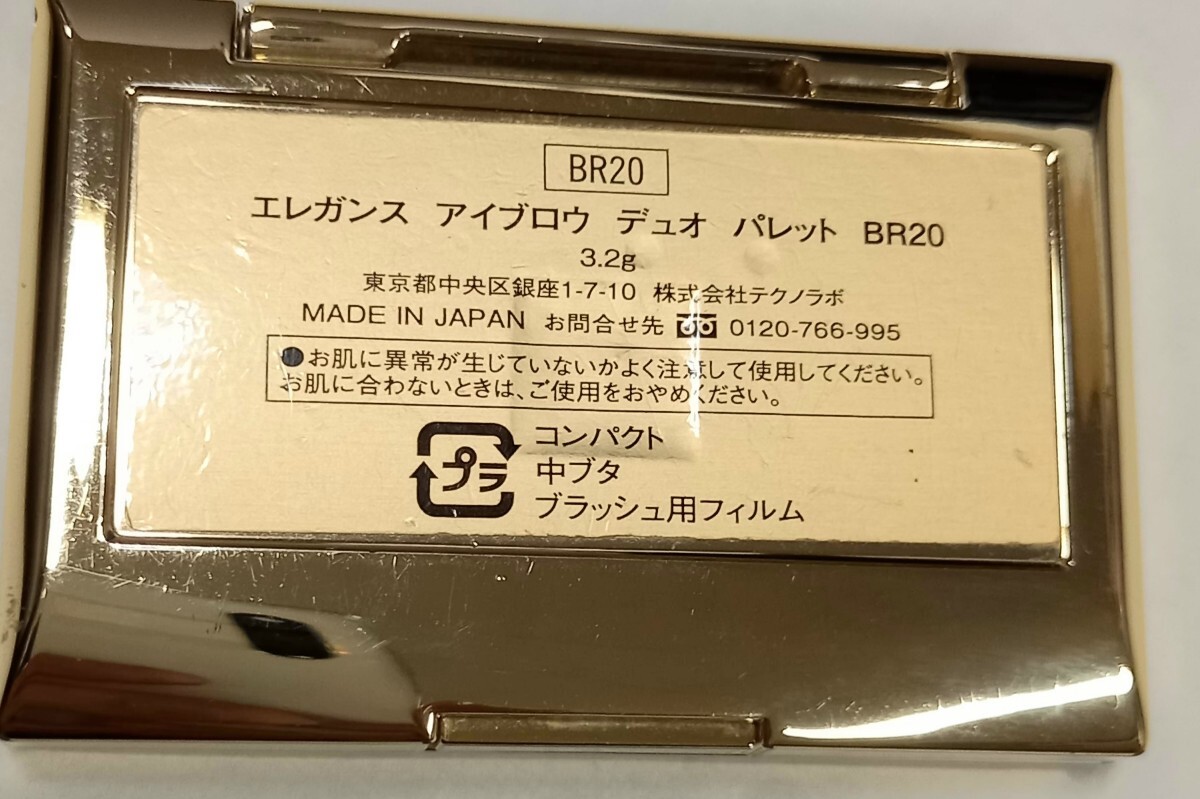 BR20
エレガンス アイブロウ デュオ パレット BR20
3.2g
東京都中央区銀座1-7-10 株式会社テクノラボ
MADE IN JAPAN お問合せ先 0120-766-995
●お肌に異常が生じていないかよく注意して使用してください。
お肌に合わないときは、ご使用をおやめください。
プラ コンパクト
中ブタ
ブラッシュ用フィルム